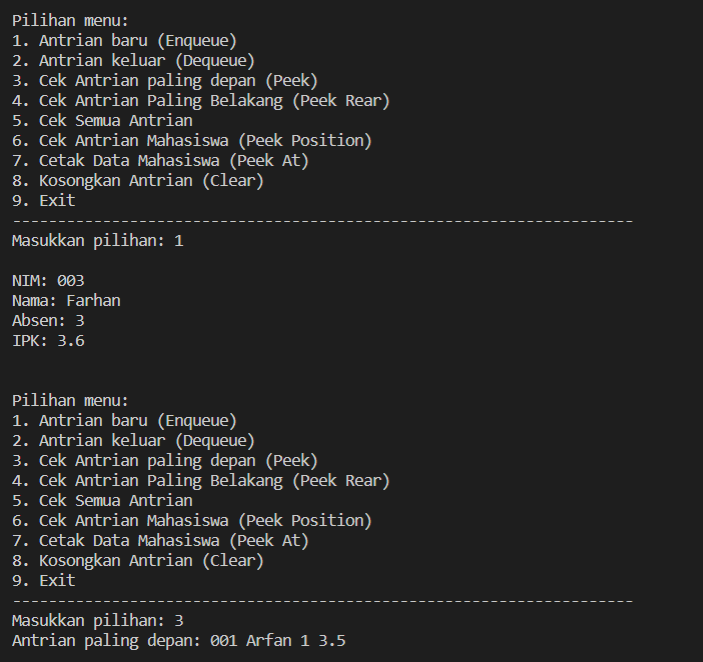 Pilihan menu:
1. Antrian baru (Enqueue)
2. Antrian keluar (Dequeue)
3. Cek Antrian paling depan (Peek)
4. Cek Antrian Paling Belakang (Peek Rear)
5. Cek Semua Antrian
6. Cek Antrian Mahasiswa (Peek Position)
7. Cetak Data Mahasiswa (Peek At)
8. Kosongkan Antrian (Clear)
9. Exit
---------------------------------------------------------------------
Masukkan pilihan: 1
NIM: 003
Nama: Farhan
Absen: 3
IPK: 3.6
Pilihan menu:
1. Antrian baru (Enqueue)
2. Antrian keluar (Dequeue)
3. Cek Antrian paling depan (Peek)
4. Cek Antrian Paling Belakang (Peek Rear)
5. Cek Semua Antrian
6. Cek Antrian Mahasiswa (Peek Position)
7. Cetak Data Mahasiswa (Peek At)
8. Kosongkan Antrian (Clear)
9. Exit
---------------------------------------------------------------------
Masukkan pilihan: 3
Antrian paling depan: 001 Arfan 1 3.5